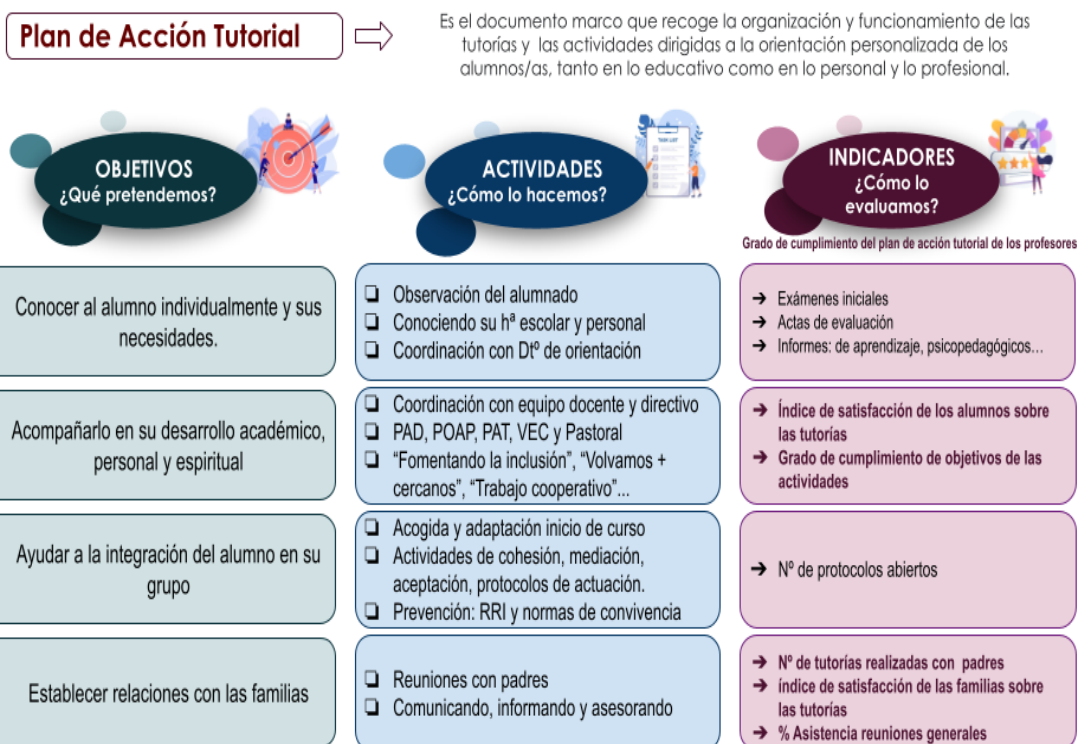 Plan de Acción Tutorial
Es el documento marco que recoge la organización y funcionamiento de las
tutorías y las actividades dirigidas a la orientación personalizada de los
alumnos/as, tanto en lo educativo como en lo personal y lo profesional.
OBJETIVOS
¿Qué pretendemos?
ACTIVIDADES
¿Cómo lo hacemos?
TASK LIST
INDICADORES
¿Cómo lo
evaluamos?
Grado de cumplimiento del plan de acción tutorial de los profesores
Conocer al alumno individualmente y sus
necesidades.
❏ Observación del alumnado
❏ Conociendo su hª escolar y personal
❏ Coordinación con Dtº de orientación
➔ Exámenes iniciales
➔ Actas de evaluación
➔ Informes: de aprendizaje, psicopedagógicos…
Acompañarlo en su desarrollo académico,
personal y espiritual
❏ Coordinación con equipo docente y directivo
❏ PAD, POAP, PAT, VEC y Pastoral
❏ “Fomentando la inclusión”, “Volvamos +
cercanos”, “Trabajo cooperativo”...
➔ Índice de satisfacción de los alumnos sobre
las tutorías
➔ Grado de cumplimiento de objetivos de las
actividades
Ayudar a la integración del alumno en su
grupo
❏ Acogida y adaptación inicio de curso
❏ Actividades de cohesión, mediación,
aceptación, protocolos de actuación.
❏ Prevención: RRI y normas de convivencia
➔ Nº de protocolos abiertos
Establecer relaciones con las familias
❏ Reuniones con padres
❏ Comunicando, informando y asesorando
➔ Nº de tutorías realizadas con padres
➔ índice de satisfacción de las familias sobre
las tutorías
➔ % Asistencia reuniones generales